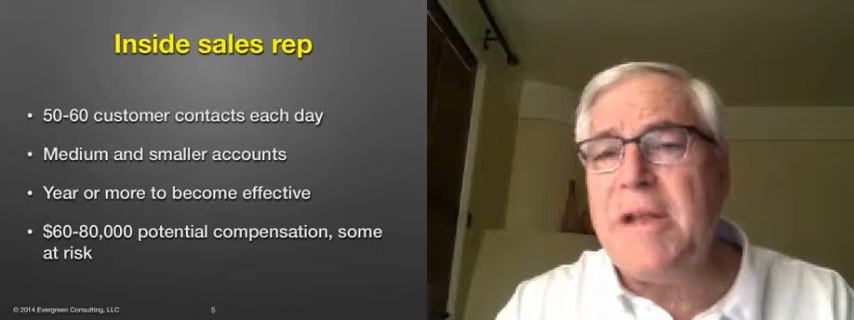 Inside sales rep
• 50-60 customer contacts each day
• Medium and smaller accounts
• Year or more to become effective
• $60-80,000 potential compensation, some
at risk
© 2014 Evergreen Consulting, LLC
5